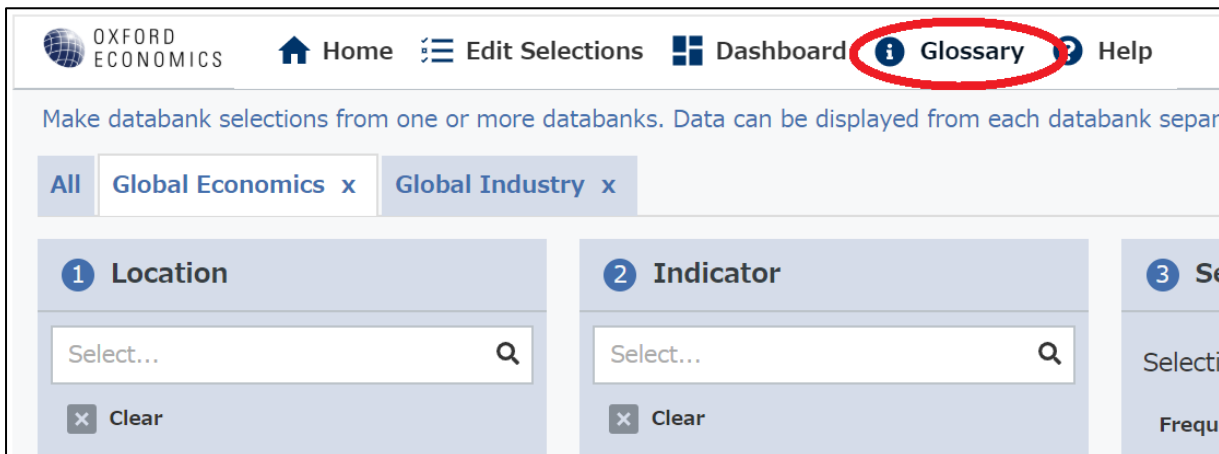 OXFORD
ECONOMICS
Home Edit Selections Dashboard Glossary Help
Make databank selections from one or more databanks. Data can be displayed from each databank
All Global Economics x Global Industry x
1 Location 2 Indicator 3
Select... Select...
Clear Clear